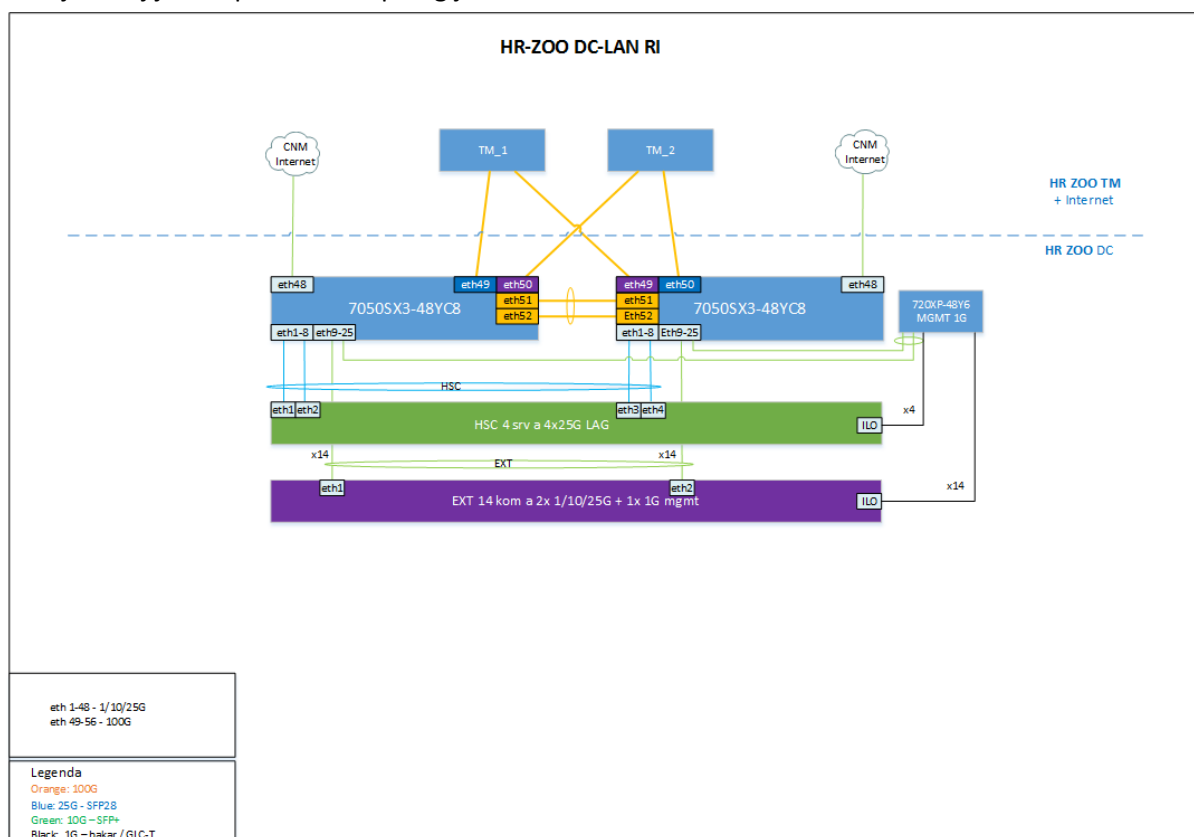 HR-ZOO DC-LAN RI
CNM
Internet
TM_1
TM_2
CNM
Internet
HR ZOO TM
+ Internet
HR ZOO DC
eth48
eth49
eth50
eth49
eth50
eth48
eth51
eth51
eth52
Eth52
7050SX3-48YC8
7050SX3-48YC8
720XP-48Y6
MGMT 1G
eth1-8
eth9-25
eth1-8
Eth9-25
HSC
eth1
eth2
eth3
eth4
x4
HSC 4 srv a 4x25G LAG
ILO
x14
x14
EXT
eth1
eth2
x14
EXT 14 kom a 2x 1/10/25G + 1x 1G mgmt
ILO
eth 1-48 - 1/10/25G
eth 49-56 - 100G
Legenda
Orange: 100G
Blue: 25G - SFP28
Green: 10G – SFP+
Black: 1G – bakar / GLC-T